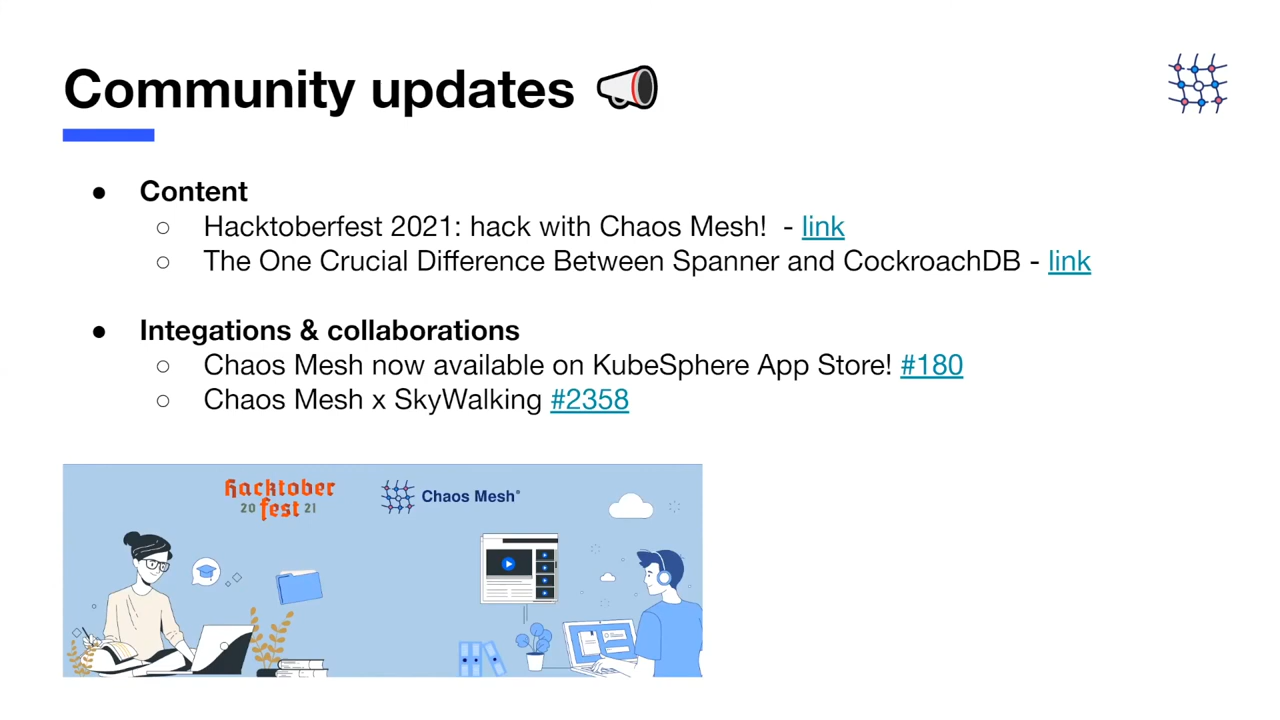 Community updates
● Content
○ Hacktoberfest 2021: hack with Chaos Mesh! - link
○ The One Crucial Difference Between Spanner and CockroachDB - link
● Integations & collaborations
○ Chaos Mesh now available on KubeSphere App Store! #180
○ Chaos Mesh x SkyWalking #2358
hacktober
20 fest 21
Chaos Mesh®